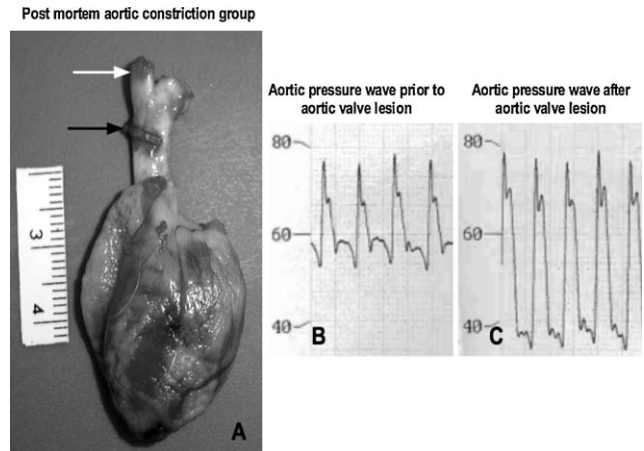 Post mortem aortic constriction group
3
4
A
Aortic pressure wave prior to
aortic valve lesion
80
60
40
B
Aortic pressure wave after
aortic valve lesion
80
60
40
C